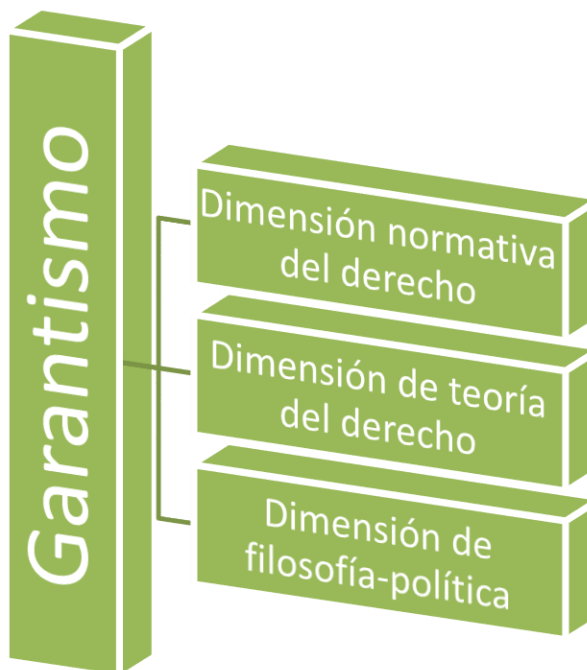 Garantismo
Dimensión normativa
del derecho
Dimensión de teoría
del derecho
Dimensión de
filosofía-política